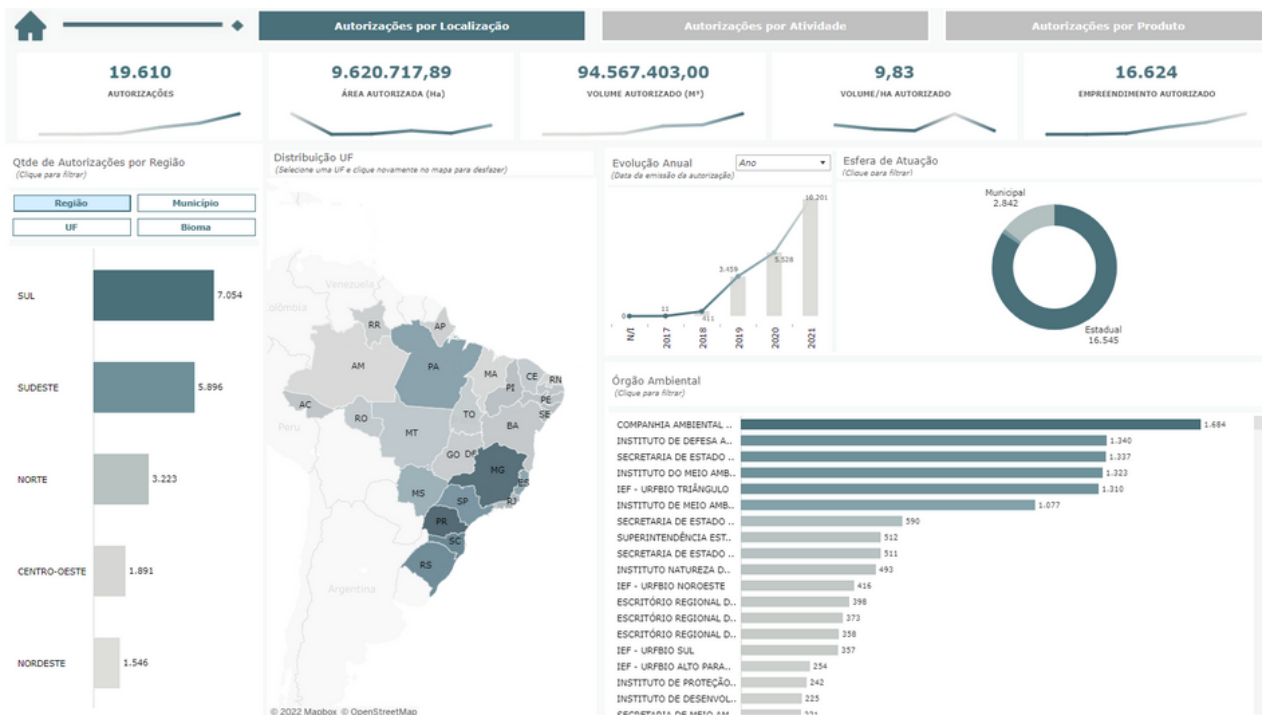 Autorizações por Localização
Autorizações por Atividade
Autorizações por Produto
19.610
AUTORIZAÇÕES
9.620.717,89
ÁREA AUTORIZADA (Ha)
94.567.403,00
VOLUME AUTORIZADO (M³)
9,83
VOLUME/HA AUTORIZADO
16.624
EMPREENDIMENTO AUTORIZADO
Qtde de Autorizações por Região
(Clique para filtrar)
Região
Município
UF
Bioma
SUL
7.054
SUDESTE
5.896
NORTE
3.223
CENTRO-OESTE
1.891
NORDESTE
1.546
Distribuição UF
(Selecione uma UF e clique novamente no mapa para desfazer)
Venezuela
Colômbia
RR
AP
AM
PA
MA
CE
RN
PI
PE
AC
RO
TO
SE
MT
BA
GO
DF
MG
ES
MS
SP
RJ
PR
SC
RS
Peru
Argentina
© 2022 Mapbox © OpenStreetMap
Evolução Anual
Ano
(Data da emissão da autorização)
10.201
5.528
3.459
411
11
0
N/I
2017
2018
2019
2020
2021
Esfera de Atuação
(Clique para filtrar)
Municipal
2.842
Estadual
16.545
Órgão Ambiental
(Clique para filtrar)
COMPANHIA AMBIENTAL .. 1.684
INSTITUTO DE DEFESA A.. 1.340
SECRETARIA DE ESTADO .. 1.337
INSTITUTO DO MEIO AMB.. 1.323
IEF - URFBIO TRIÂNGULO 1.310
INSTITUTO DE MEIO AMB.. 1.077
SECRETARIA DE ESTADO .. 590
SUPERINTENDÊNCIA EST.. 512
SECRETARIA DE ESTADO .. 511
INSTITUTO NATUREZA D.. 493
IEF - URFBIO NOROESTE 416
ESCRITÓRIO REGIONAL D.. 398
ESCRITÓRIO REGIONAL D.. 373
ESCRITÓRIO REGIONAL D.. 358
IEF - URFBIO SUL 357
IEF - URFBIO ALTO PARA.. 254
INSTITUTO DE PROTEÇÃO.. 242
INSTITUTO DE DESENVOL.. 225
SECRETARIA DE MEIO AM.. 221